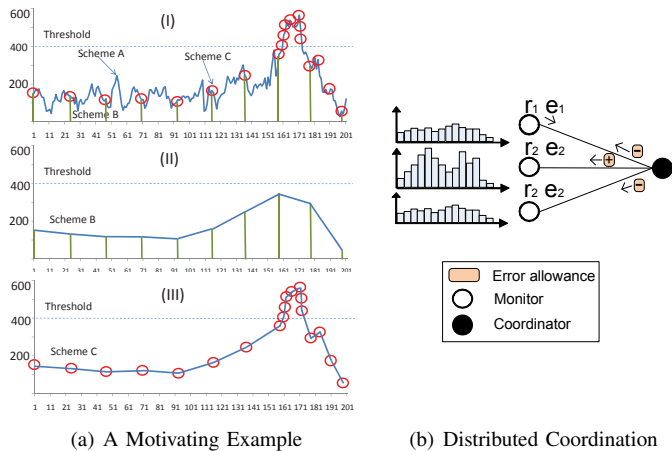 (I)
600
Threshold
400
Scheme A
Scheme C
200
Scheme B
1 11 21 31 41 51 61 71 81 91 101 111 121 131 141 151 161 171 181 191 201
(II)
600
Threshold
400
Scheme B
200
1 11 21 31 41 51 61 71 81 91 101 111 121 131 141 151 161 171 181 191 201
600
(III)
Threshold
400
Scheme C
200
1 11 21 31 41 51 61 71 81 91 101 111 121 131 141 151 161 171 181 191 201
(a) A Motivating Example
r1 e1
r2 e2
r2 e2
−
+
−
Error allowance
Monitor
Coordinator
(b) Distributed Coordination